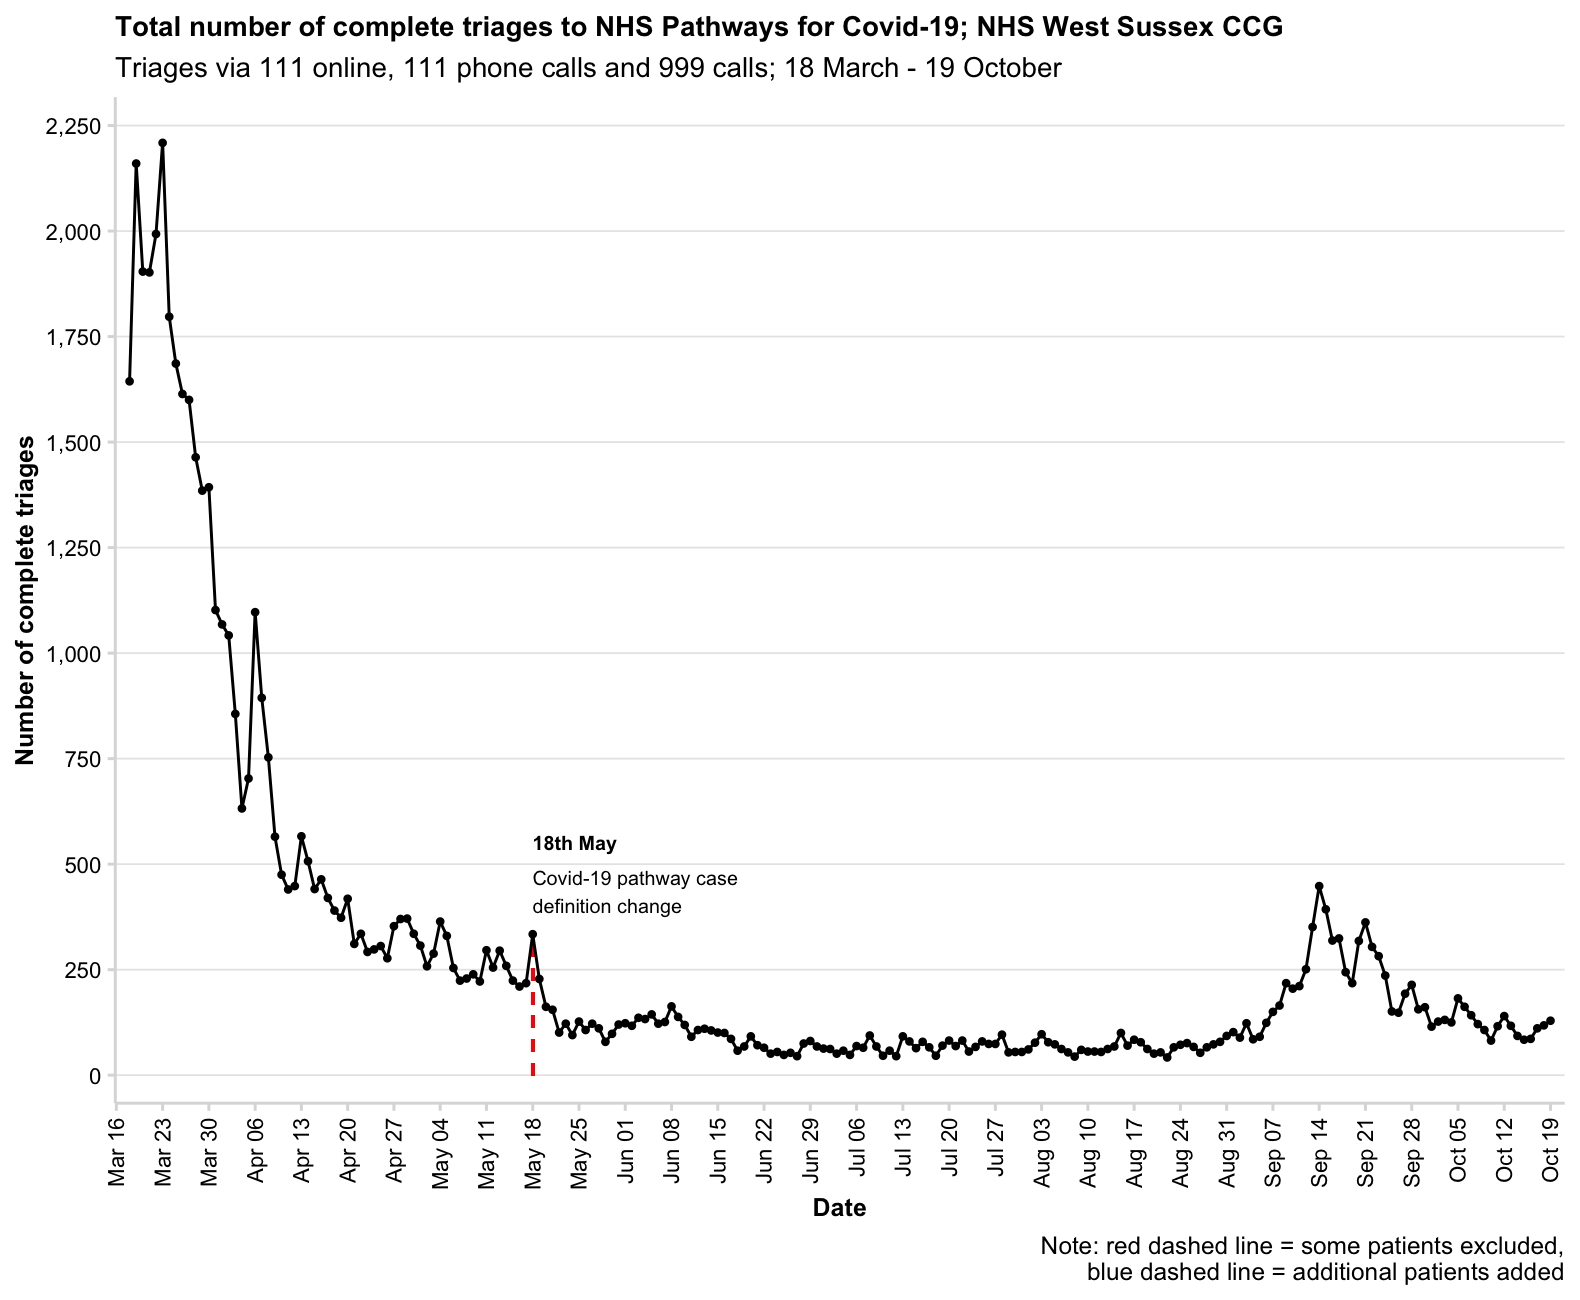 Total number of complete triages to NHS Pathways for Covid-19; NHS West Sussex CCG
Triages via 111 online, 111 phone calls and 999 calls; 18 March - 19 October
Number of complete triages
2,250
2,000
1,750
1,500
1,250
1,000
750
500
250
0
18th May
Covid-19 pathway case
definition change
Mar 16
Mar 23
Mar 30
Apr 06
Apr 13
Apr 20
Apr 27
May 04
May 11
May 18
May 25
Jun 01
Jun 08
Jun 15
Jun 22
Jun 29
Jul 06
Jul 13
Jul 20
Jul 27
Aug 03
Aug 10
Aug 17
Aug 24
Aug 31
Sep 07
Sep 14
Sep 21
Sep 28
Oct 05
Oct 12
Oct 19
Date
Note: red dashed line = some patients excluded,
blue dashed line = additional patients added